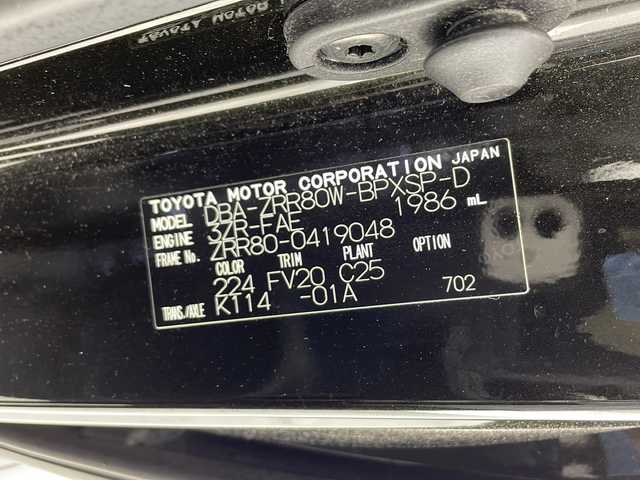 TOYOTA MOTOR CORPORATION JAPAN
MODEL DBA-ZRR80W-BPXSP-D
ENGINE 3ZR-FAE 1986 mL
FRAME No. ZRR80-0419048
COLOR TRIM PLANT OPTION
224 FV20 C25
TRANS./AXLE K114 -01A 702